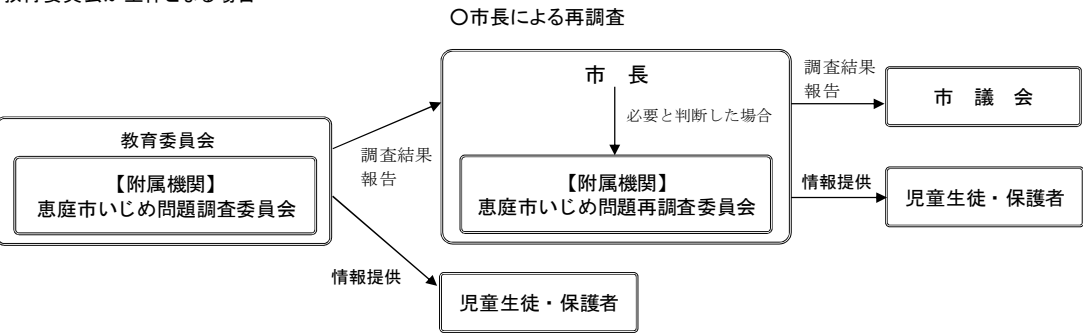 教育委員会が主体となる場合
〇市長による再調査
教育委員会
【附属機関】
恵庭市いじめ問題調査委員会
調査結果
報告
情報提供
児童生徒・保護者
市　長
必要と判断した場合
【附属機関】
恵庭市いじめ問題再調査委員会
調査結果
報告
市　議　会
情報提供
児童生徒・保護者